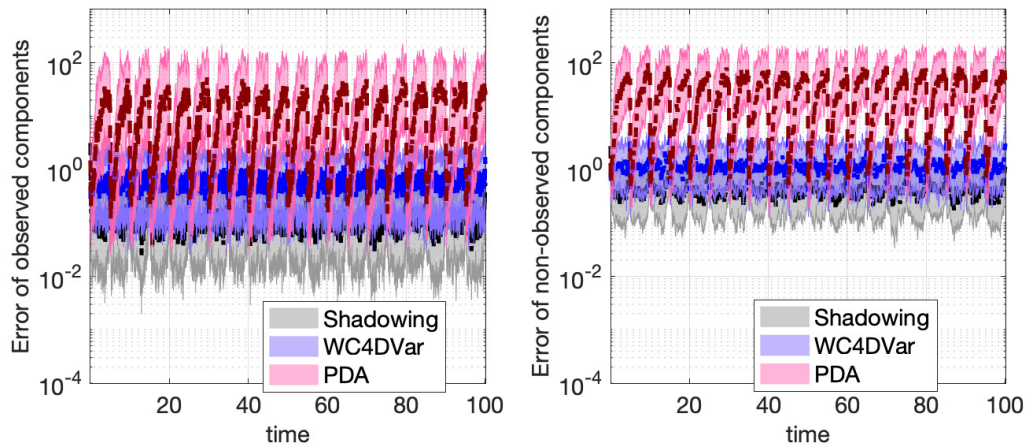 Error of observed components
10^2
10^0
10^-2
10^-4
20
40
60
80
100
time
Shadowing
WC4DVar
PDA
Error of non-observed components
10^2
10^0
10^-2
10^-4
20
40
60
80
100
time
Shadowing
WC4DVar
PDA